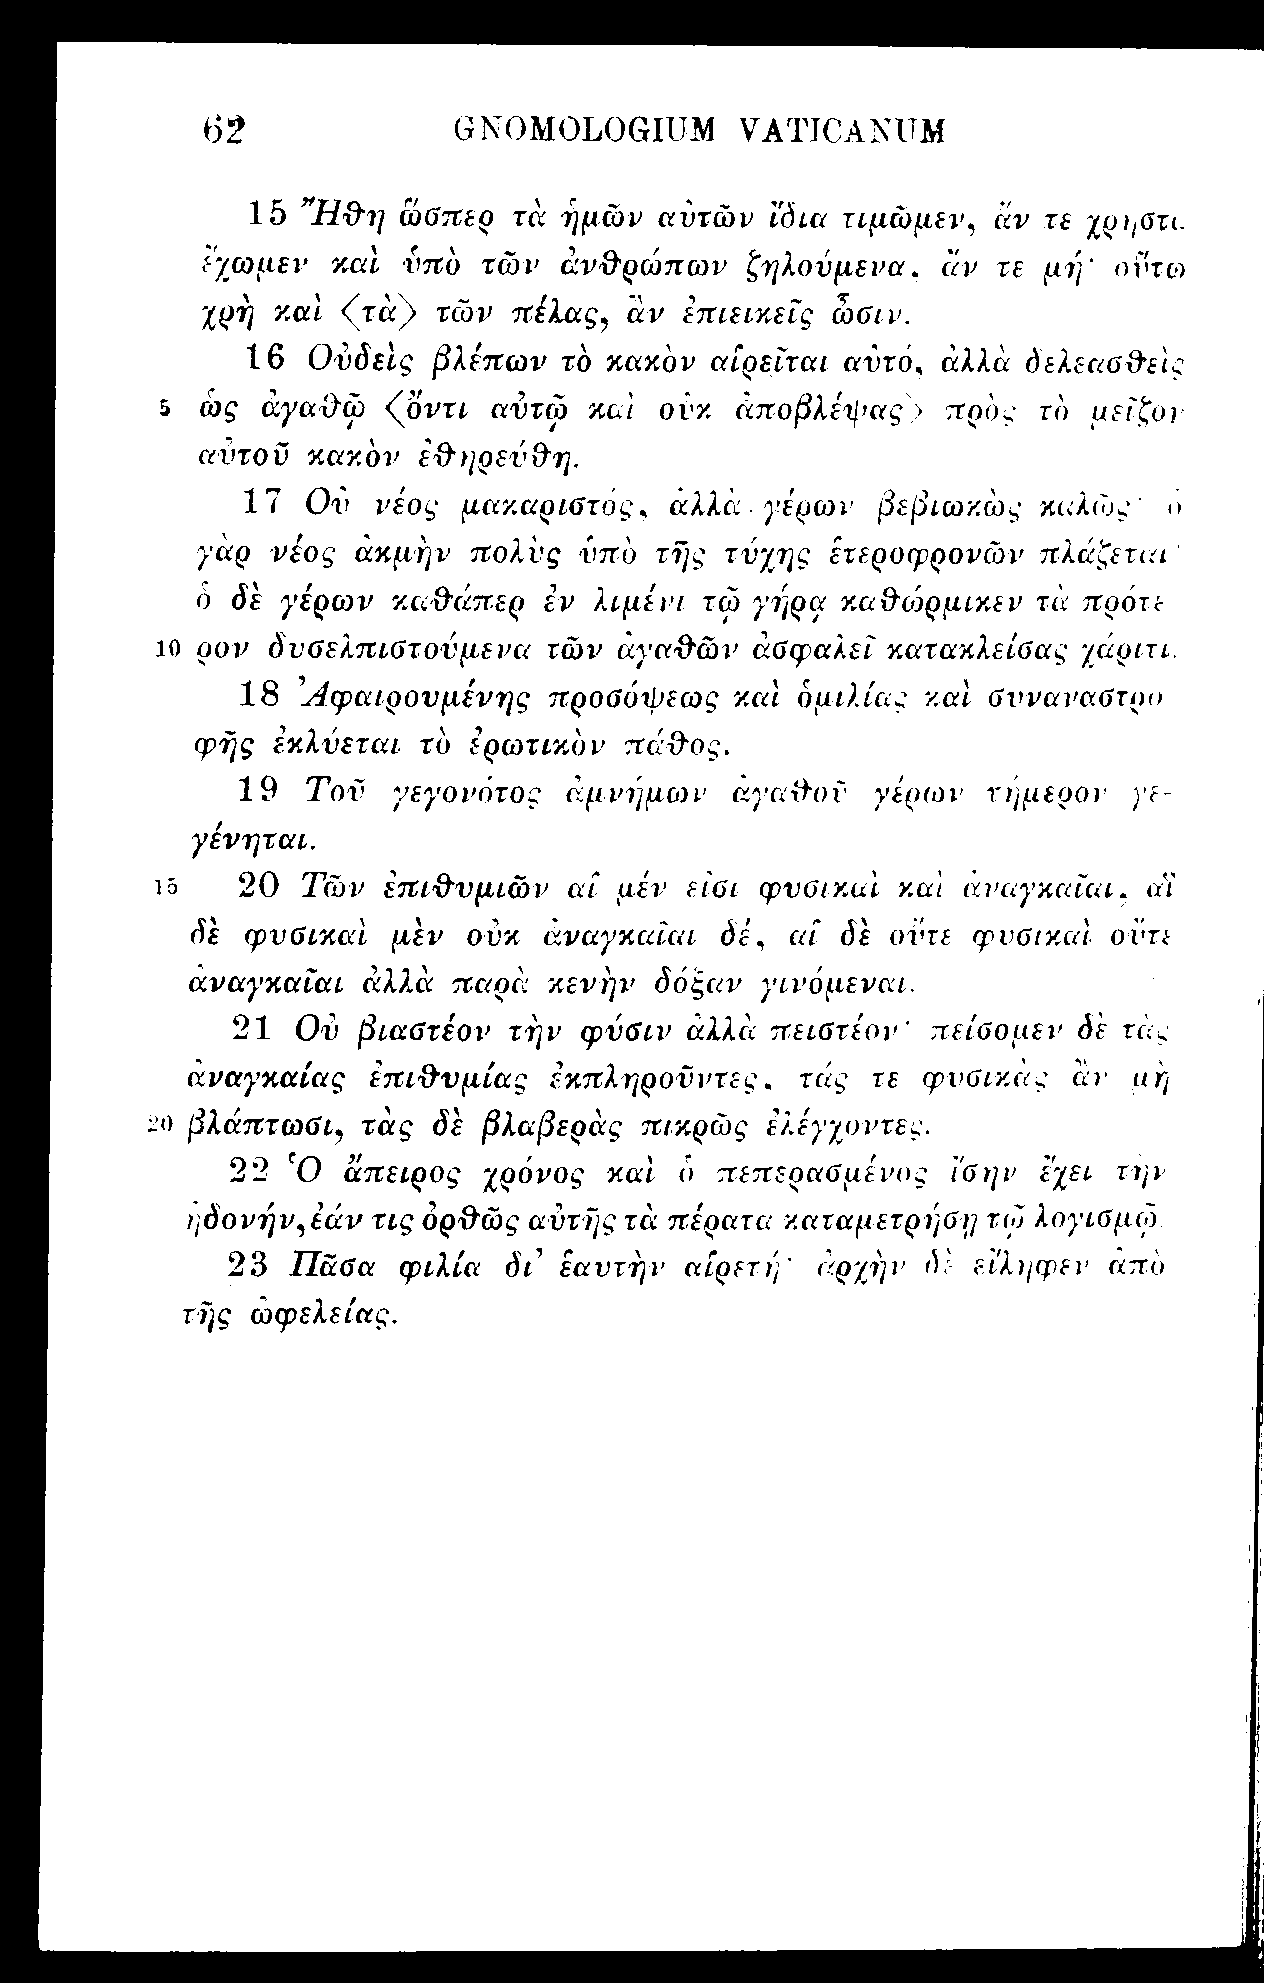 62 GNOMOLOGIUM VATICANUM
15 Ἤθη ὥσπερ τὰ ἡμῶν αὐτῶν ἴδια τιμῶμεν, ἄν τε χρηστὰ
ἔχωμεν καὶ ὑπὸ τῶν ἀνθρώπων ζηλούμενα, ἄν τε μή· οὕτω
χρὴ καὶ ⟨τὰ⟩ τῶν πέλας, ἂν ἐπιεικεῖς ὦσιν.
16 Οὐδεὶς βλέπων τὸ κακὸν αἱρεῖται αὐτό, ἀλλὰ δελεασθεὶς
5 ὡς ἀγαθῷ ⟨ὄντι αὐτῷ καὶ οὐκ ἀποβλέψας⟩ πρὸς τὸ μεῖζον
αὐτοῦ κακὸν ἐθηρεύθη.
17 Οὐ νέος μακαριστός, ἀλλὰ γέρων βεβιωκὼς καλῶς· ὁ
γὰρ νέος ἀκμὴν πολὺς ὑπὸ τῆς τύχης ἑτεροφρονῶν πλάζεται·
ὁ δὲ γέρων καθάπερ ἐν λιμένι τῷ γήρᾳ καθώρμικεν τὰ πρότε
10 ρον δυσελπιστούμενα τῶν ἀγαθῶν ἀσφαλεῖ κατακλείσας χάριτι.
18 Ἀφαιρουμένης προσόψεως καὶ ὁμιλίας καὶ συναναστρο
φῆς ἐκλύεται τὸ ἐρωτικὸν πάθος.
19 Τοῦ γεγονότος ἀμνήμων ἀγαθοῦ γέρων τήμερον γε-
γένηται.
15 20 Τῶν ἐπιθυμιῶν αἱ μέν εἰσι φυσικαὶ καὶ ἀναγκαῖαι, αἳ
δὲ φυσικαὶ μὲν οὐκ ἀναγκαῖαι δέ, αἱ δὲ οὔτε φυσικαὶ οὔτε
ἀναγκαῖαι ἀλλὰ παρὰ κενὴν δόξαν γινόμεναι.
21 Οὐ βιαστέον τὴν φύσιν ἀλλὰ πειστέον· πείσομεν δὲ τὰς
ἀναγκαίας ἐπιθυμίας ἐκπληροῦντες, τάς τε φυσικὰς ἂν μὴ
20 βλάπτωσι, τὰς δὲ βλαβερὰς πικρῶς ἐλέγχοντες.
22 Ὁ ἄπειρος χρόνος καὶ ὁ πεπερασμένος ἴσην ἔχει τὴν
ἡδονήν, ἐάν τις ὀρθῶς αὐτῆς τὰ πέρατα καταμετρήσῃ τῷ λογισμῷ.
23 Πᾶσα φιλία δι’ ἑαυτὴν αἱρετή· ἀρχὴν δὲ εἴληφεν ἀπὸ
τῆς ὠφελείας.